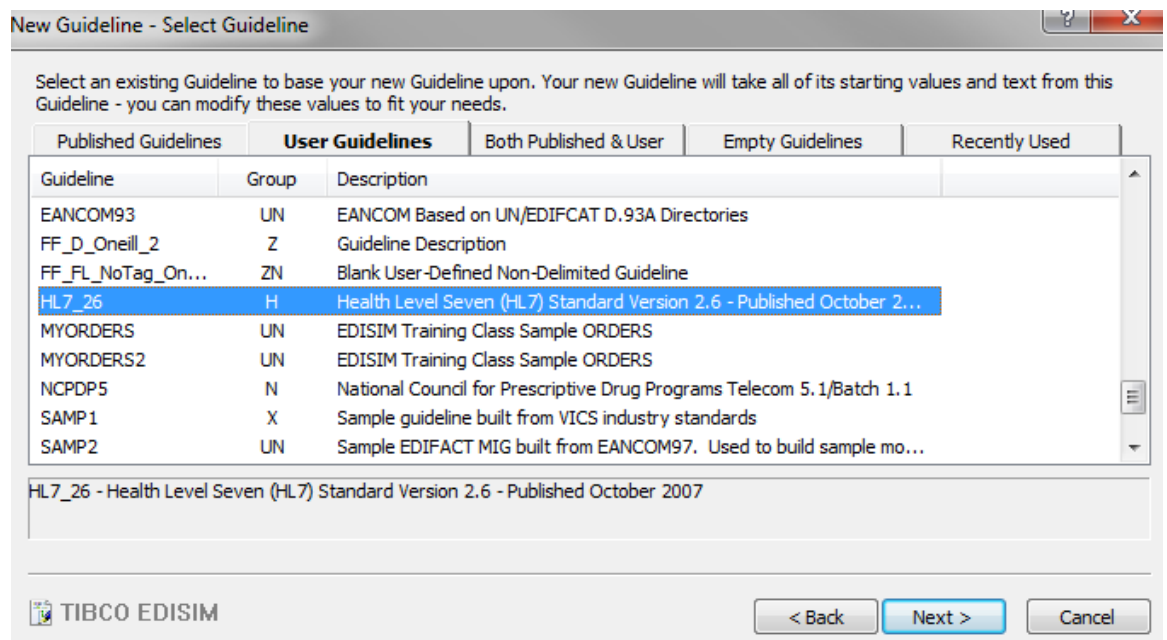 New Guideline - Select Guideline
? X
Select an existing Guideline to base your new Guideline upon. Your new Guideline will take all of its starting values and text from this
Guideline - you can modify these values to fit your needs.
Published Guidelines User Guidelines Both Published & User Empty Guidelines Recently Used
Guideline Group Description
EANCOM93 UN EANCOM Based on UN/EDIFCAT D.93A Directories
FF_D_Oneill_2 Z Guideline Description
FF_FL_NoTag_On... ZN Blank User-Defined Non-Delimited Guideline
HL7_26 H Health Level Seven (HL7) Standard Version 2.6 - Published October 2...
MYORDERS UN EDISIM Training Class Sample ORDERS
MYORDERS2 UN EDISIM Training Class Sample ORDERS
NCPDP5 N National Council for Prescriptive Drug Programs Telecom 5.1/Batch 1.1
SAMP1 X Sample guideline built from VICS industry standards
SAMP2 UN Sample EDIFACT MIG built from EANCOM97. Used to build sample mo...
HL7_26 - Health Level Seven (HL7) Standard Version 2.6 - Published October 2007
TIBCO EDISIM < Back Next > Cancel